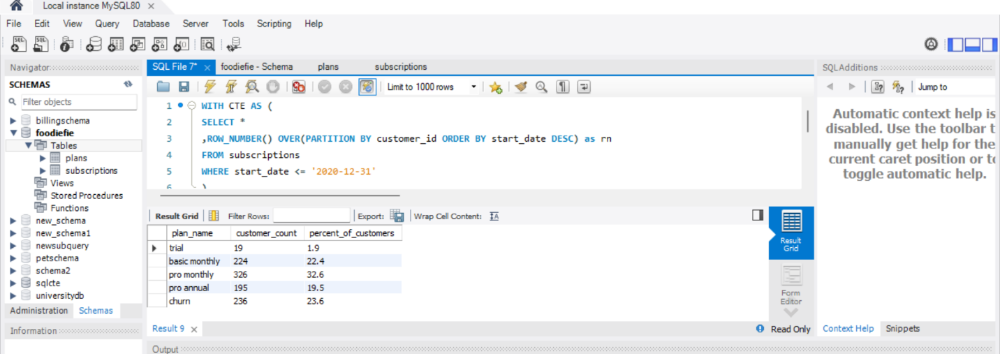 Local instance MySQL80
File Edit View Query Database Server Tools Scripting Help
Navigator
SCHEMAS
Filter objects
billingschema
foodiefie
Tables
plans
subscriptions
Views
Stored Procedures
Functions
new_schema
new_schema1
newsubquery
petschema
schema2
sqlcte
universitydb
Administration Schemas
Information
SQL File 7* foodiefie - Schema plans subscriptions
Limit to 1000 rows
1 WITH CTE AS (
2 SELECT *
3 ,ROW_NUMBER() OVER(PARTITION BY customer_id ORDER BY start_date DESC) as rn
4 FROM subscriptions
5 WHERE start_date <= '2020-12-31'
6 )
Result Grid Filter Rows: Export: Wrap Cell Content:
plan_name customer_count percent_of_customers
trial 19 1.9
basic monthly 224 22.4
pro monthly 326 32.6
pro annual 195 19.5
churn 236 23.6
Result
Grid
Form
Editor
Result 9 Read Only
Output
SQLAdditions
Jump to
Automatic context help is
disabled. Use the toolbar t
manually get help for the
current caret position or to
toggle automatic help.
Context Help Snippets